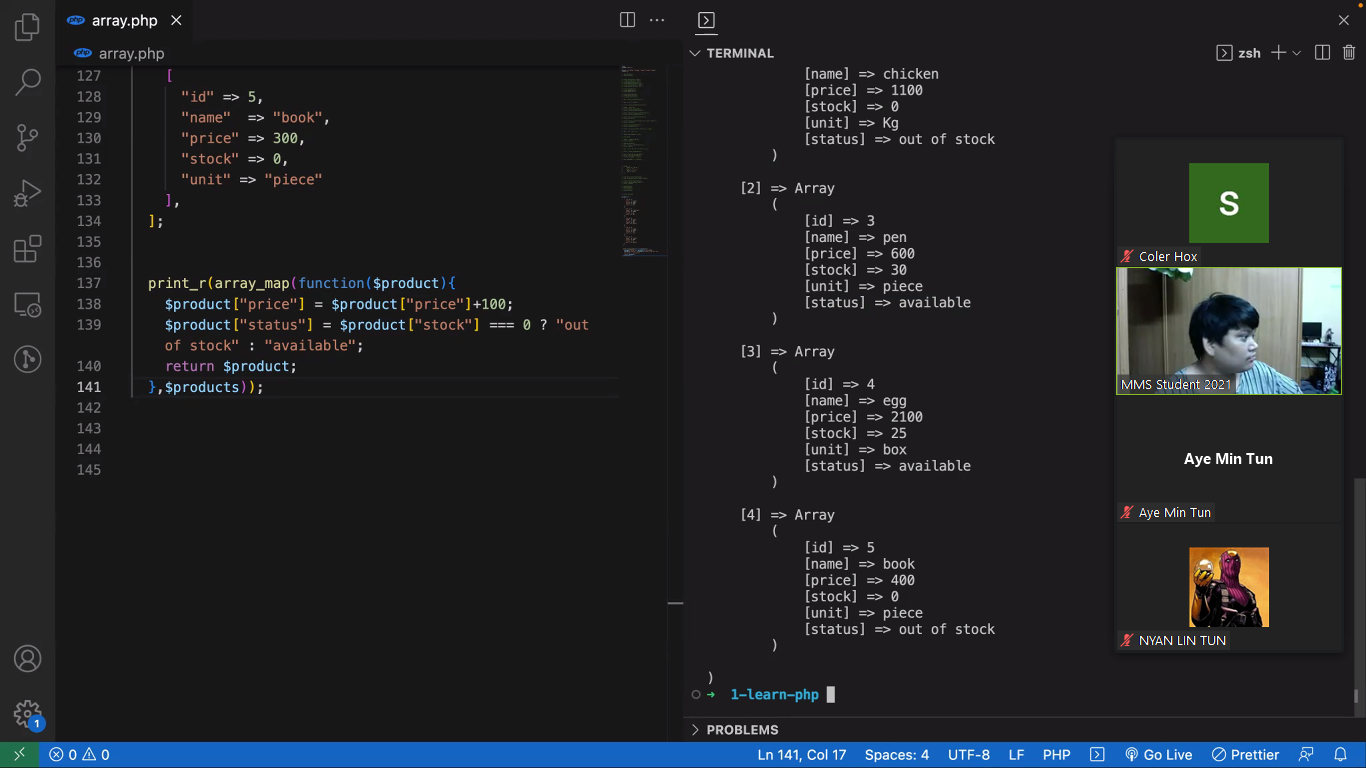 array.php
array.php
127 [
128 "id" => 5,
129 "name" => "book",
130 "price" => 300,
131 "stock" => 0,
132 "unit" => "piece"
133 ],
134 ];
135
136
137 print_r(array_map(function($product){
138 $product["price"] = $product["price"]+100;
139 $product["status"] = $product["stock"] === 0 ? "out
of stock" : "available";
140 return $product;
141 },$products));
142
143
144
145
TERMINAL
zsh
[name] => chicken
[price] => 1100
[stock] => 0
[unit] => Kg
[status] => out of stock
)
[2] => Array
(
[id] => 3
[name] => pen
[price] => 600
[stock] => 30
[unit] => piece
[status] => available
)
[3] => Array
(
[id] => 4
[name] => egg
[price] => 2100
[stock] => 25
[unit] => box
[status] => available
)
[4] => Array
(
[id] => 5
[name] => book
[price] => 400
[stock] => 0
[unit] => piece
[status] => out of stock
)
)
1-learn-php
PROBLEMS
S
Coler Hox
MMS Student 2021
Aye Min Tun
Aye Min Tun
NYAN LIN TUN
1
0 0
Ln 141, Col 17 Spaces: 4 UTF-8 LF PHP Go Live Prettier